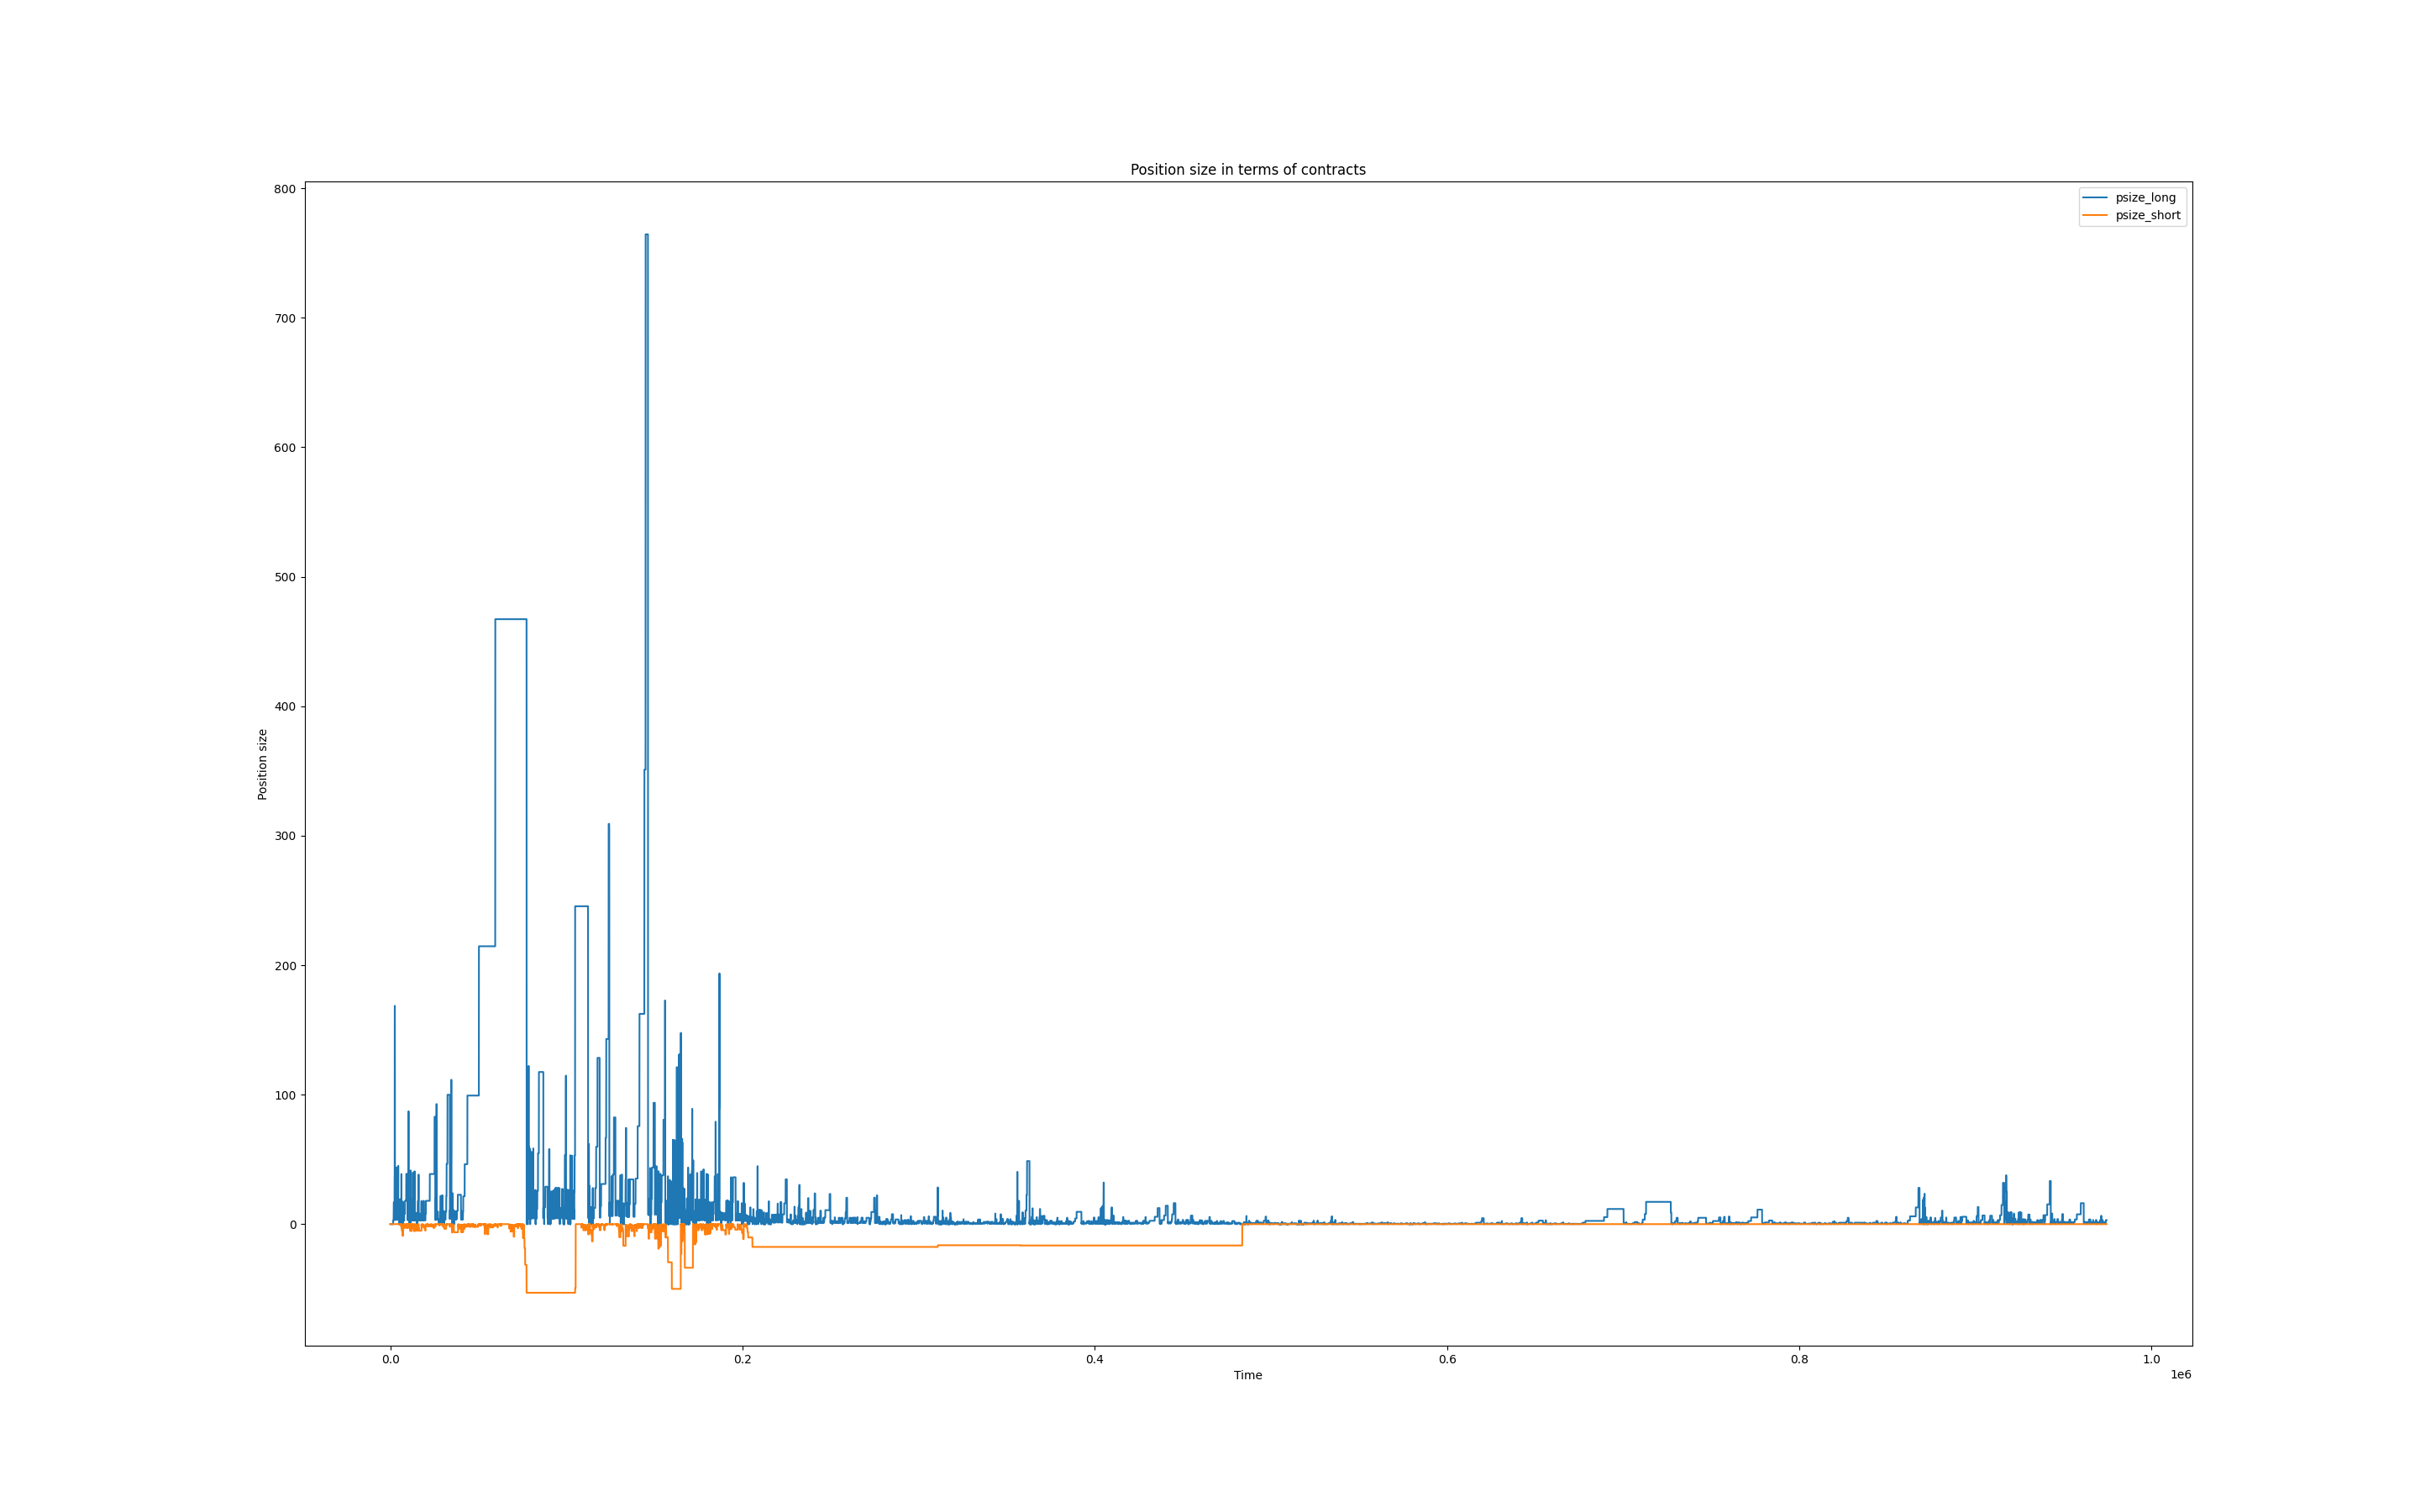 Position size in terms of contracts
psize_long
psize_short
800
700
600
500
400
300
200
100
0
Position size
0.0 0.2 0.4 0.6 0.8 1.0
Time
1e6